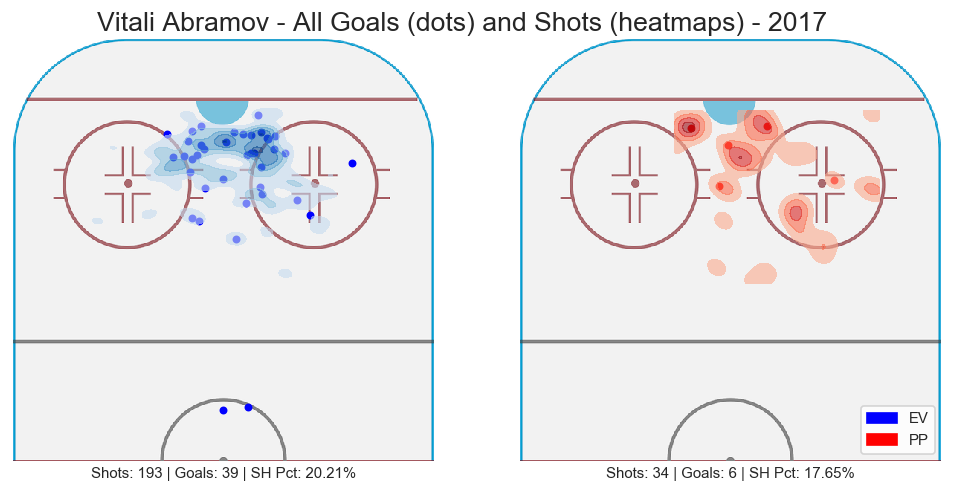 Vitali Abramov - All Goals (dots) and Shots (heatmaps) - 2017
EV
PP
Shots: 193 | Goals: 39 | SH Pct: 20.21%
Shots: 34 | Goals: 6 | SH Pct: 17.65%